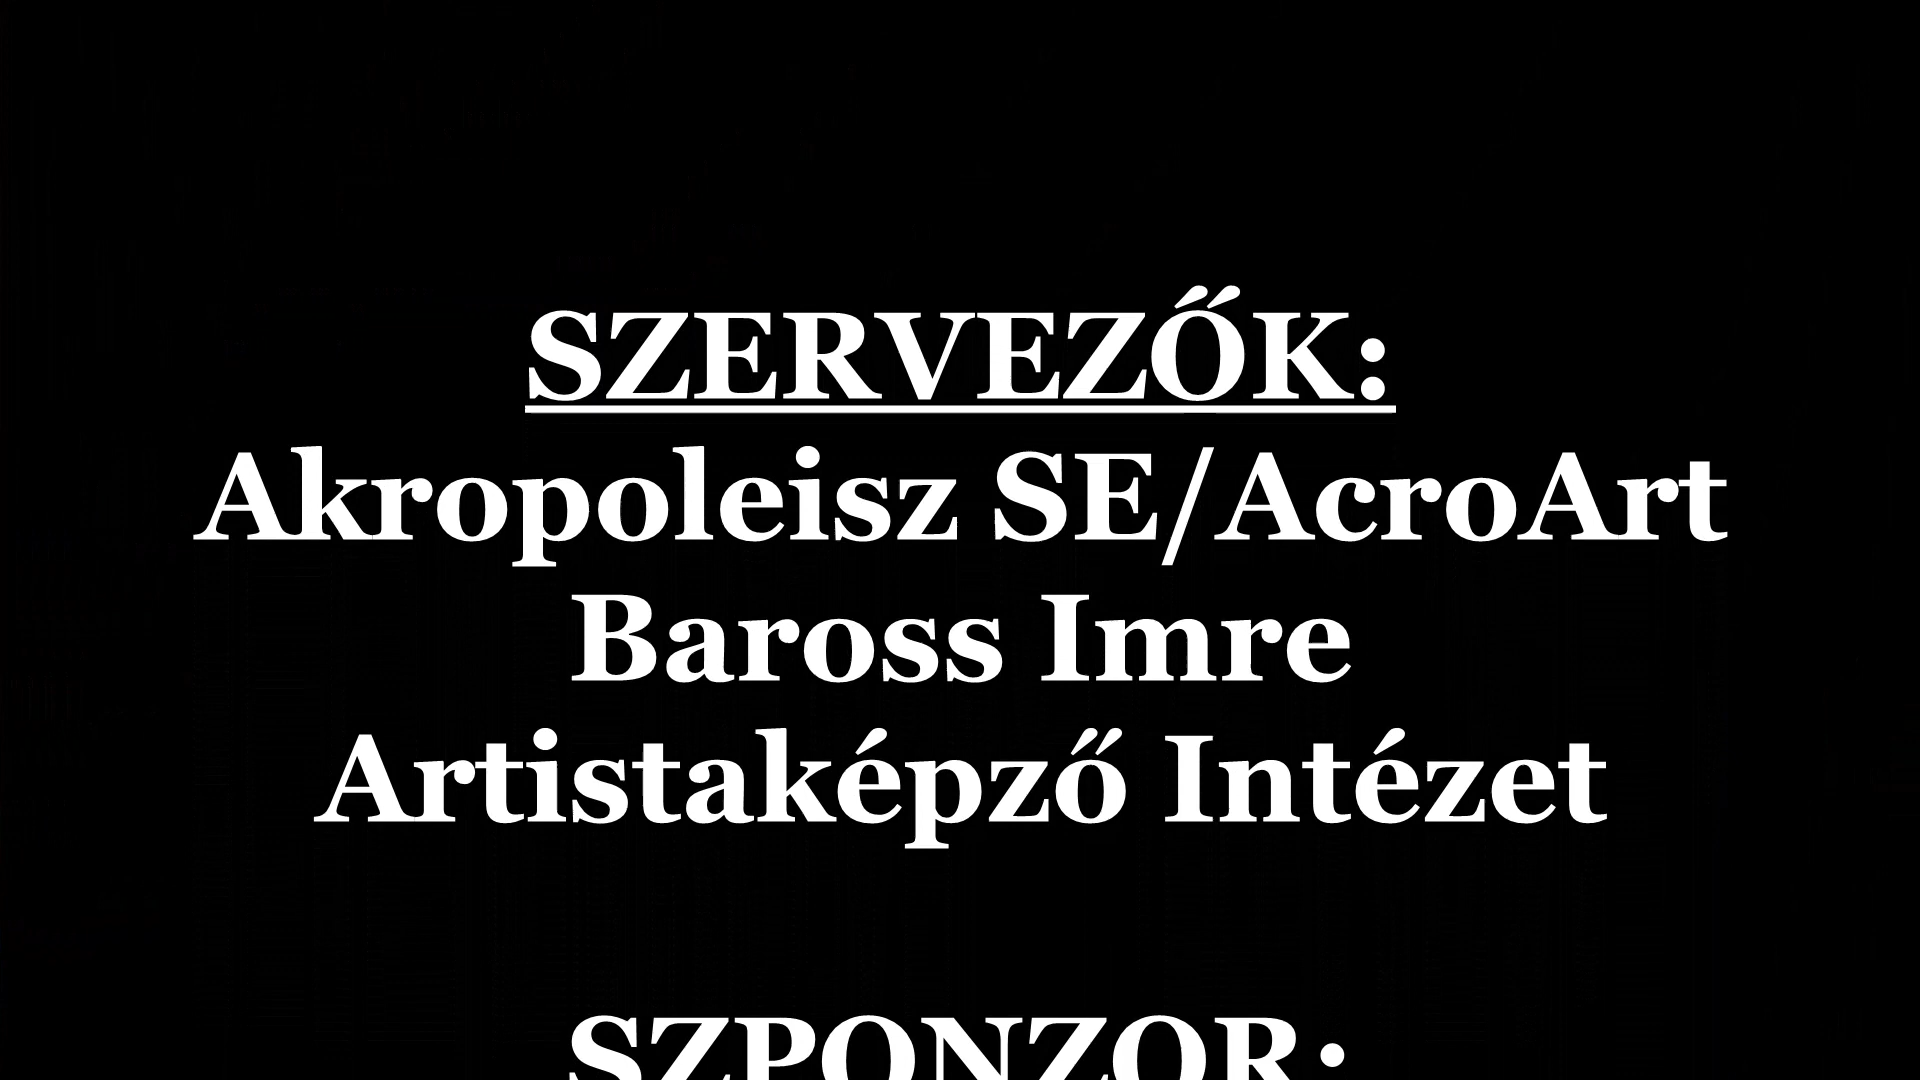 SZERVEZŐK:
Akropoleisz SE/AcroArt
Baross Imre
Artistaképző Intézet
SZPONZOR: